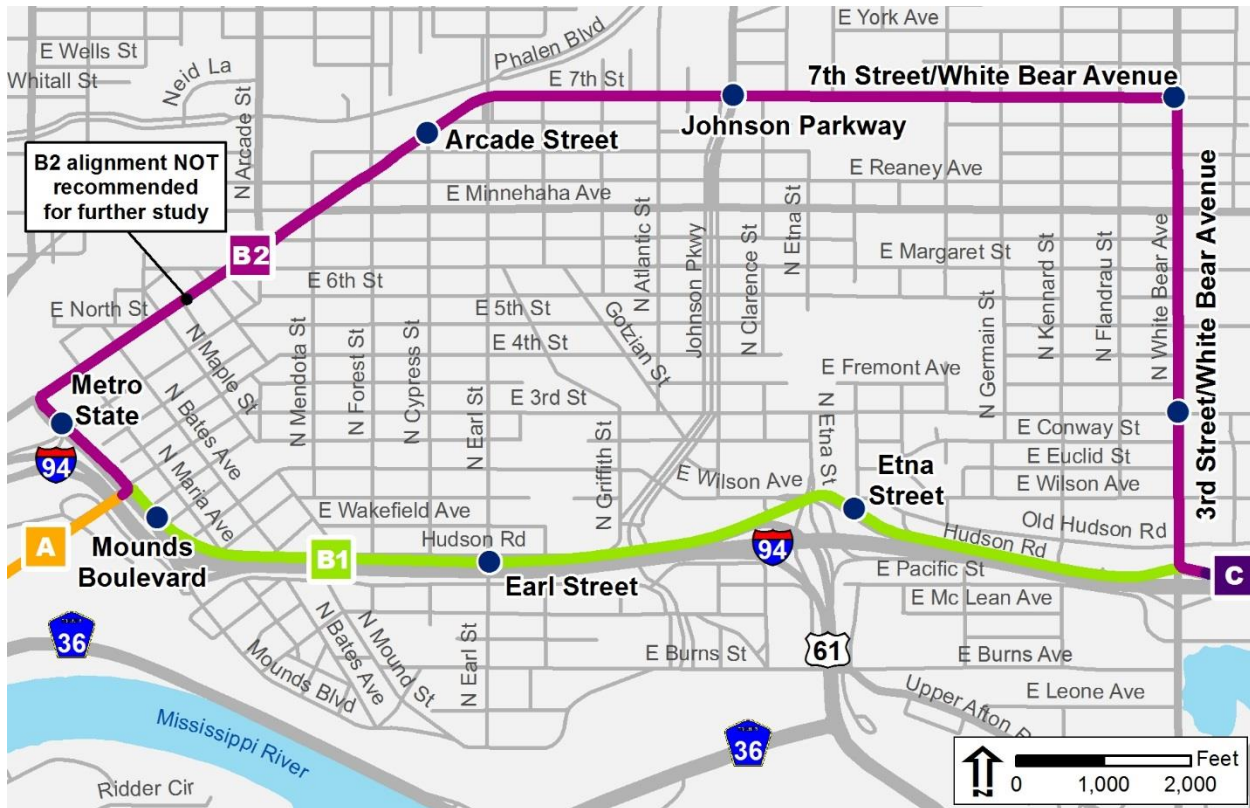 E York Ave
E Wells St
Phalen Blvd
Whitall St
Neid La
E 7th St
7th Street/White Bear Avenue
N Arcade St
Arcade Street
Johnson Parkway
B2 alignment NOT
recommended
for further study
E Reaney Ave
E Minnehaha Ave
N Atlantic St
Johnson Pkwy
N Clarence St
N Etna St
N White Bear Ave
3rd Street/White Bear Avenue
B2
E Margaret St
E 6th St
N Kennard St
N Flandrau St
E North St
E 5th St
Gotzian St
E 4th St
N Maple St
N Mendota St
N Forest St
N Cypress St
N Germain St
E Fremont Ave
Metro
State
N Bates Ave
E 3rd St
N Earl St
N Etna St
E Conway St
94
N Maria Ave
N Griffith St
E Euclid St
E Wilson Ave
Etna
Street
E Wilson Ave
E Wakefield Ave
Old Hudson Rd
Hudson Rd
Hudson Rd
A
Mounds
Boulevard
B1
94
Earl Street
E Pacific St
C
E Mc Lean Ave
36
N Bates Ave
N Mound St
Mounds Blvd
N Earl St
E Burns St
61
E Burns Ave
E Leone Ave
Upper Afton R
Mississippi River
36
Ridder Cir
N
Feet
0 1,000 2,000